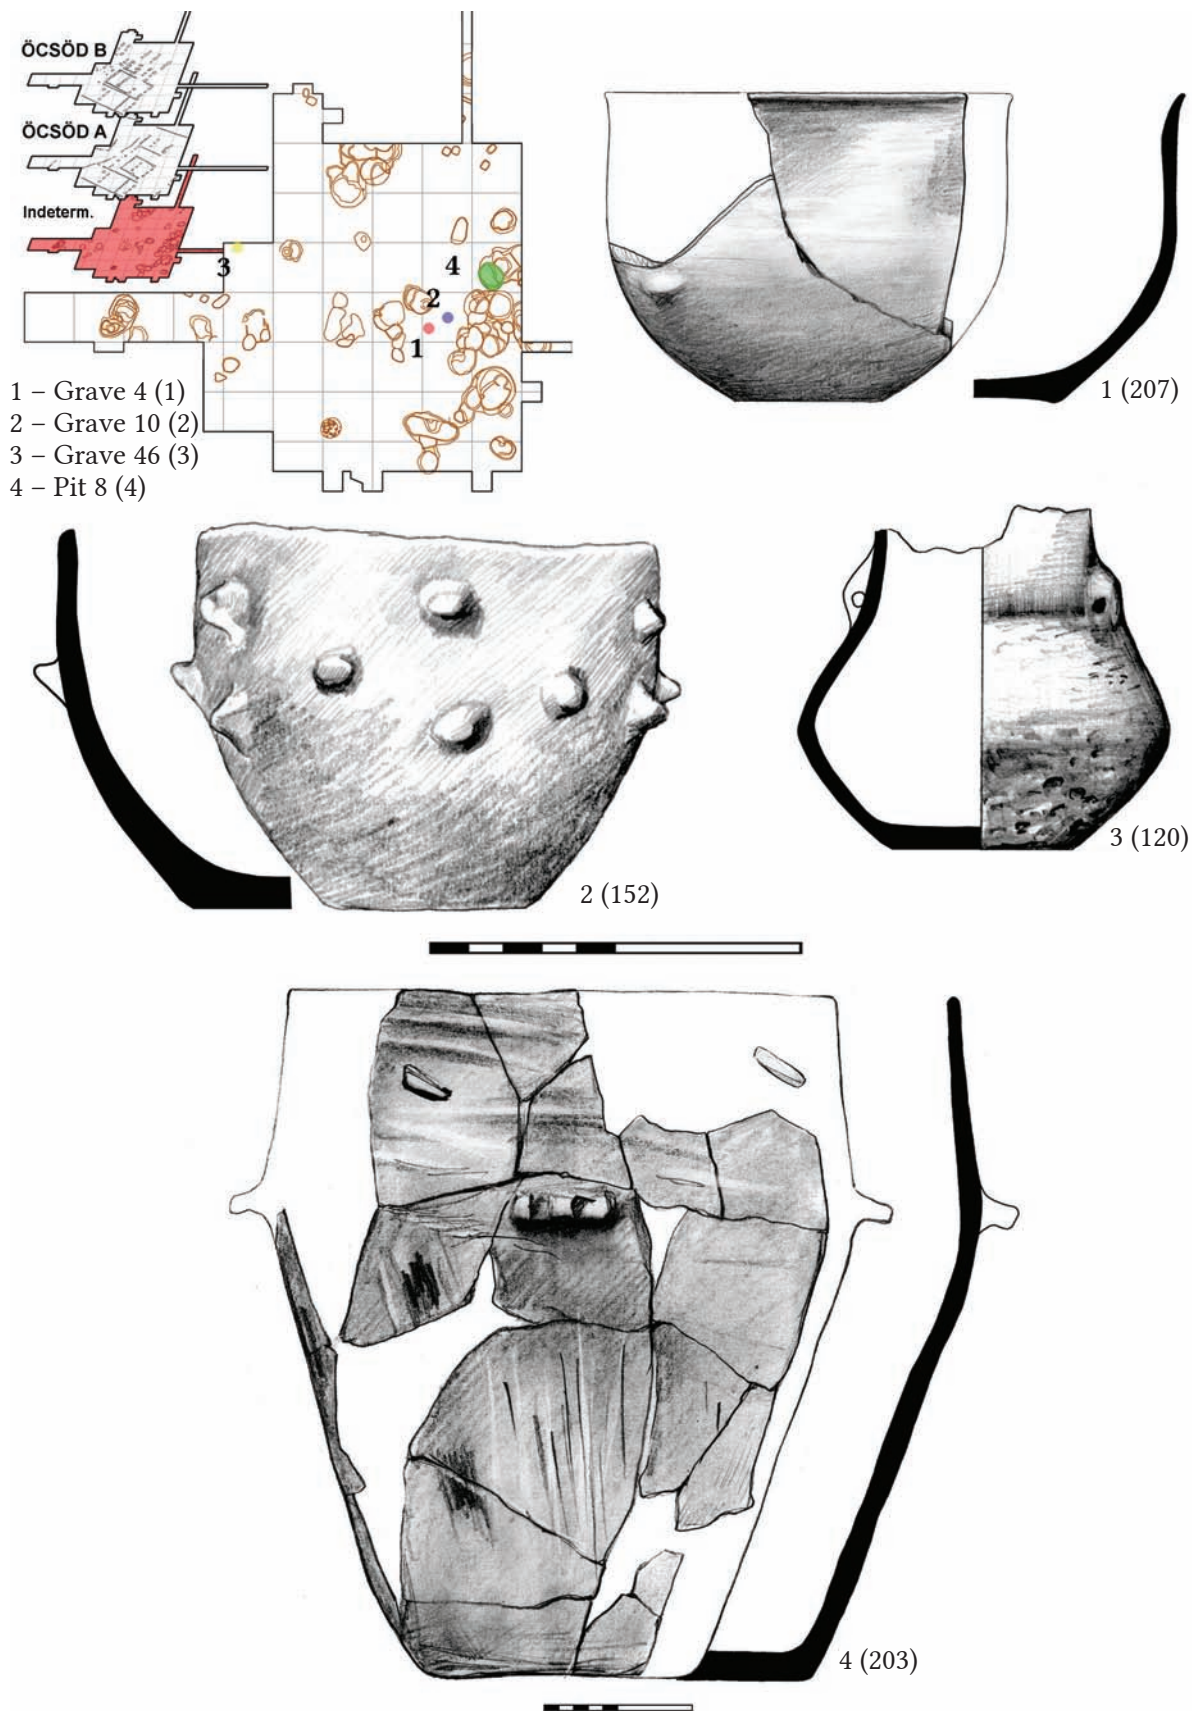 ÖCSÖD B
ÖCSÖD A
Indeterm.
3
4
2
1
1 – Grave 4 (1)
2 – Grave 10 (2)
3 – Grave 46 (3)
4 – Pit 8 (4)
1 (207)
2 (152)
3 (120)
4 (203)